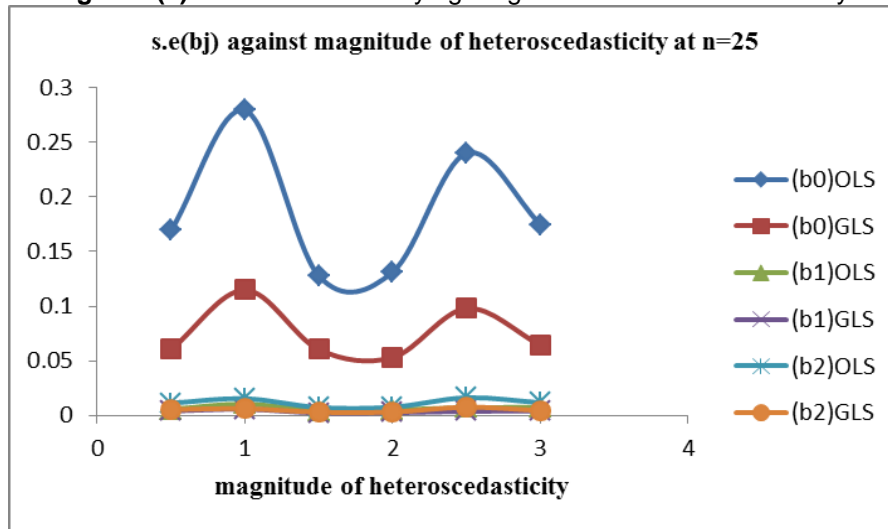 s.e(bj) against magnitude of heteroscedasticity at n=25
0.3
0.25
0.2
0.15
0.1
0.05
0
0 1 2 3 4
magnitude of heteroscedasticity
(b0)OLS
(b0)GLS
(b1)OLS
(b1)GLS
(b2)OLS
(b2)GLS